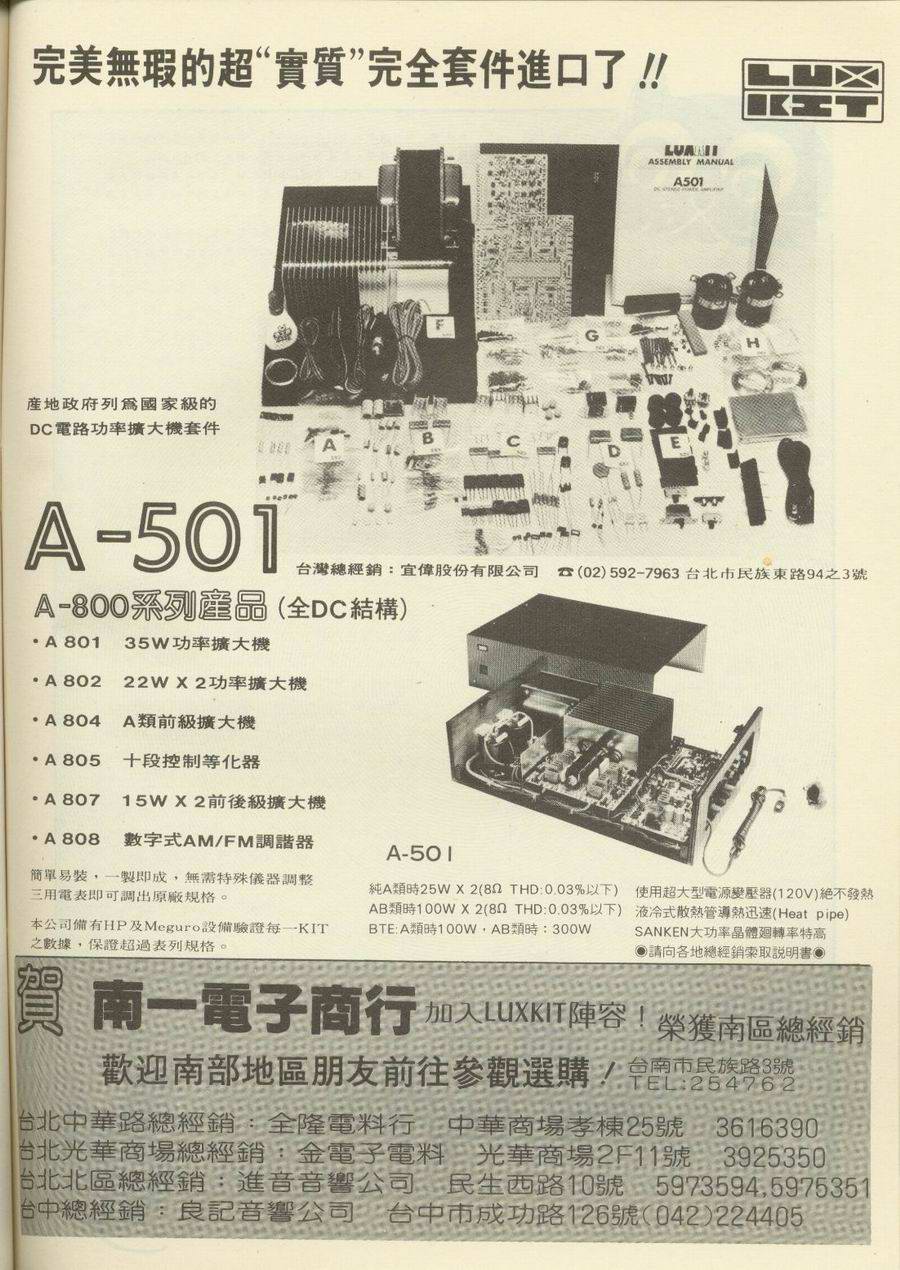 完美無瑕的超“實質”完全套件進口了!!
LUX
KIT
ASSEMBLY MANUAL
A501
F
G
H
A
B
C
D
E
産地政府列爲國家級的
DC電路功率擴大機套件
A-501
台灣總經銷：宜偉股份有限公司 ☎(02)592-7963 台北市民族東路94之3號
A-800系列産品(全DC結構)
• A 801 35W功率擴大機
• A 802 22W X 2功率擴大機
• A 804 A類前級擴大機
• A 805 十段控制等化器
• A 807 15W X 2前後級擴大機
• A 808 數字式AM/FM調諧器
簡單易裝，一製即成，無需特殊儀器調整
三用電表即可調出原廠規格。
本公司備有HP及Meguro設備驗證每一KIT
之數據，保證超過表列規格。
A-501
純A類時25W X 2(8Ω THD:0.03%以下)
AB類時100W X 2(8Ω THD:0.03%以下)
BTE:A類時100W，AB類時：300W
使用超大型電源變壓器(120V)絕不發熱
液冷式散熱管導熱迅速(Heat pipe)
SANKEN大功率晶體迴轉率特高
◉請向各地總經銷索取説明書◉
賀 南一電子商行 加入LUXKIT陣容！榮獲南區總經銷
歡迎南部地區朋友前往參觀選購！
台南市民族路3號
TEL:254762
台北中華路總經銷：全隆電料行 中華商場孝棟25號 3616390
台北光華商場總經銷：金電子電料 光華商場2F11號 3925350
台北北區總經銷：進音音響公司 民生西路10號 5973594,5975351
台中總經銷：良記音響公司 台中市成功路126號(042)224405